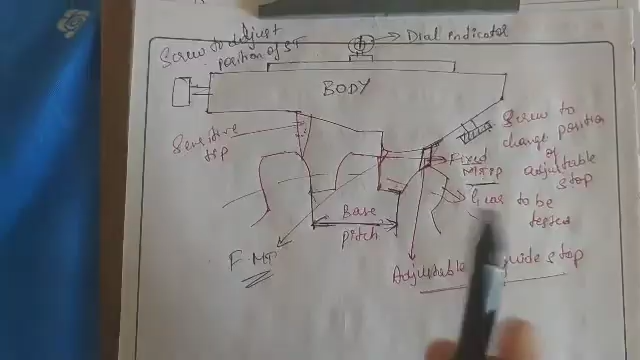 Screw to adjust
position of ST
Dial indicator
BODY
Sensitive
tip
Screw to
change position
of
adjustable
stop
Fixed
Gear to be
tested
Base
pitch
F.M.T.
Adjustable guide stop